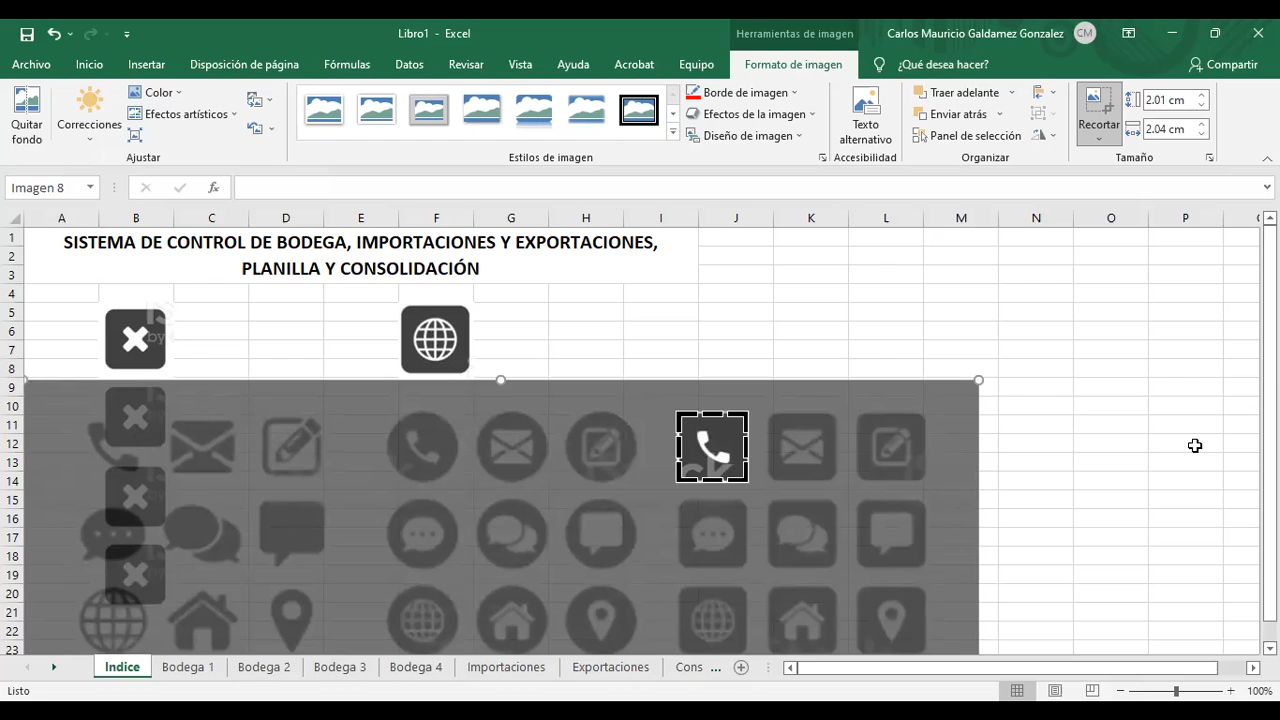 Libro1 - Excel
Herramientas de imagen
Carlos Mauricio Galdamez Gonzalez
CM
Archivo
Inicio
Insertar
Disposición de página
Fórmulas
Datos
Revisar
Vista
Ayuda
Acrobat
Equipo
Formato de imagen
¿Qué desea hacer?
Compartir
Quitar fondo
Correcciones
Color
Efectos artísticos
Ajustar
Estilos de imagen
Borde de imagen
Efectos de la imagen
Diseño de imagen
Texto alternativo
Accesibilidad
Traer adelante
Enviar atrás
Panel de selección
Organizar
Recortar
2.01 cm
2.04 cm
Tamaño
Imagen 8
fx
A B C D E F G H I J K L M N O P
1
2
3
4
5
6
7
8
9
10
11
12
13
14
15
16
17
18
19
20
21
22
23
SISTEMA DE CONTROL DE BODEGA, IMPORTACIONES Y EXPORTACIONES,
PLANILLA Y CONSOLIDACIÓN
by
ck
Indice
Bodega 1
Bodega 2
Bodega 3
Bodega 4
Importaciones
Exportaciones
Cons ...
Listo
100%